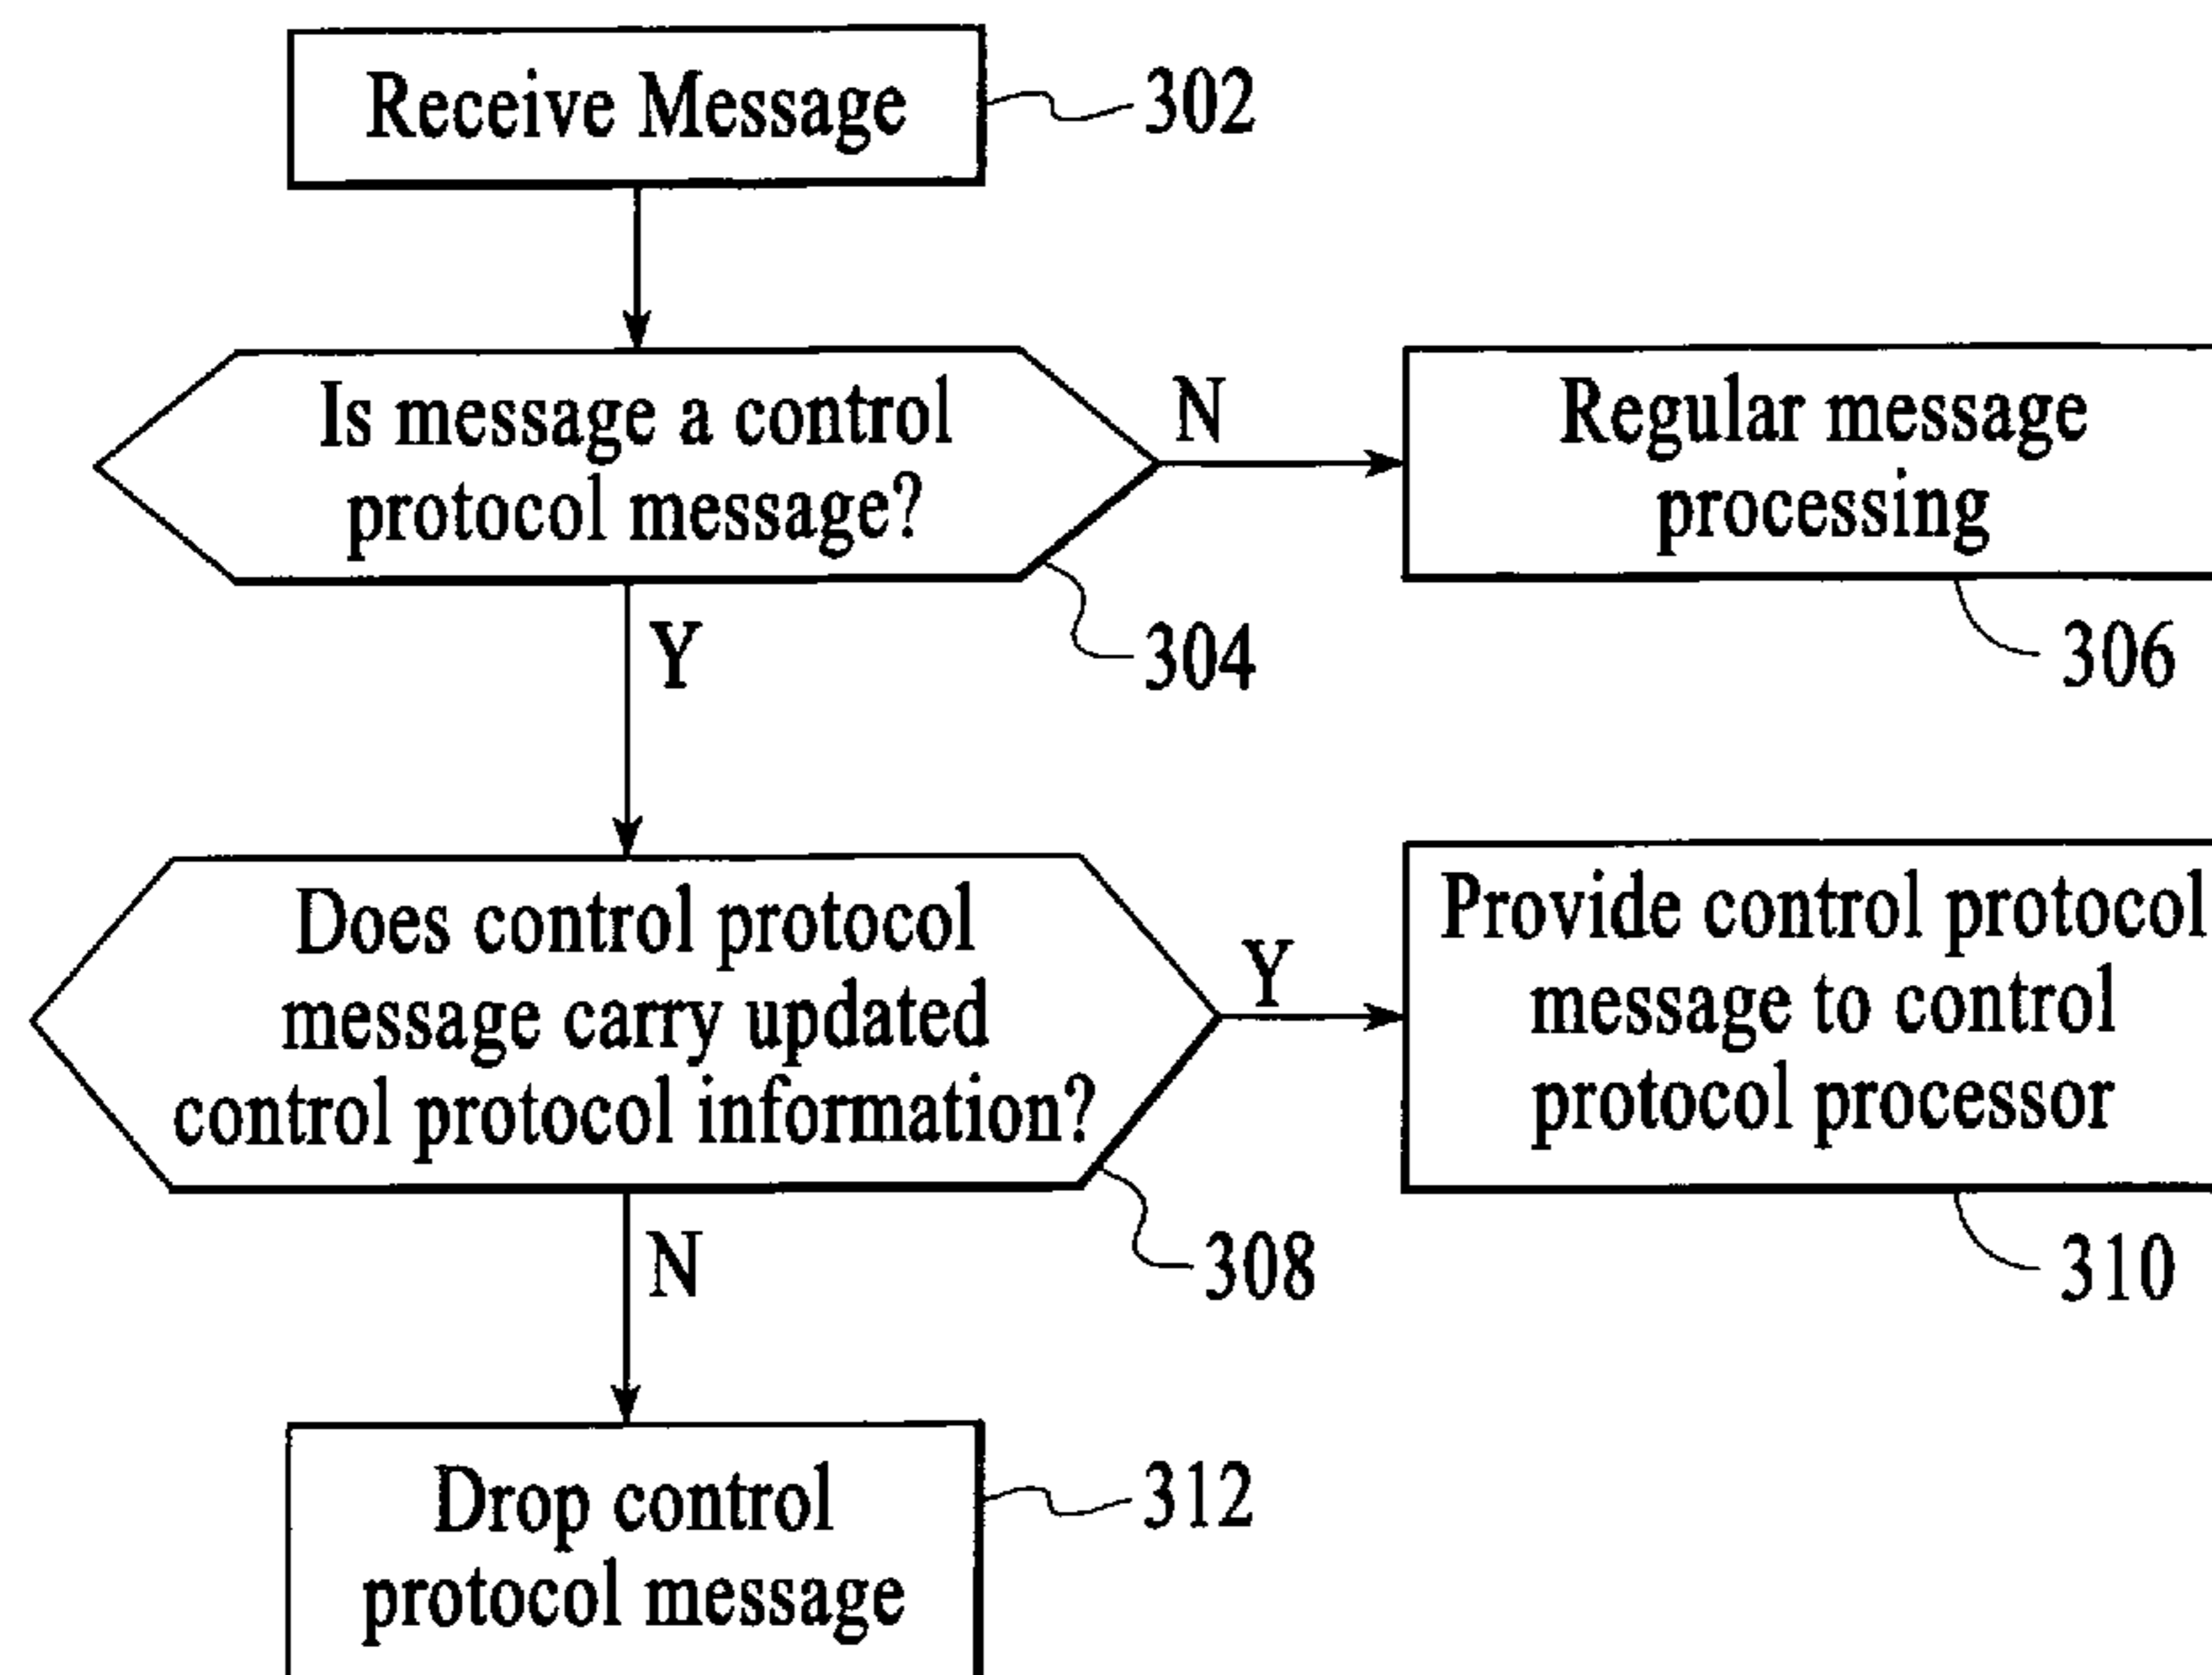 Receive Message
302
Is message a control
protocol message?
N
Regular message
processing
304
306
Y
Does control protocol
message carry updated
control protocol information?
Y
Provide control protocol
message to control
protocol processor
308
310
N
Drop control
protocol message
312